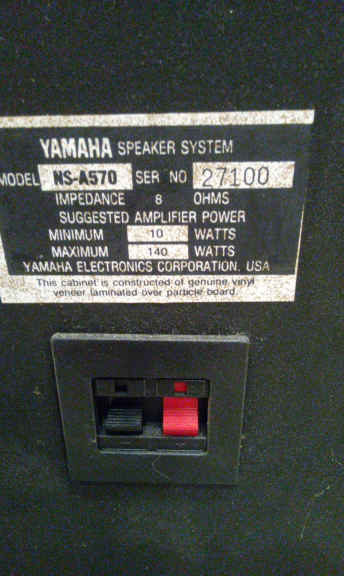 YAMAHA SPEAKER SYSTEM
MODEL NS-A570 SER NO 27100
IMPEDANCE 8 OHMS
SUGGESTED AMPLIFIER POWER
MINIMUM 10 WATTS
MAXIMUM 140 WATTS
YAMAHA ELECTRONICS CORPORATION. USA
This cabinet is constructed of genuine vinyl
veneer laminated over particle board.